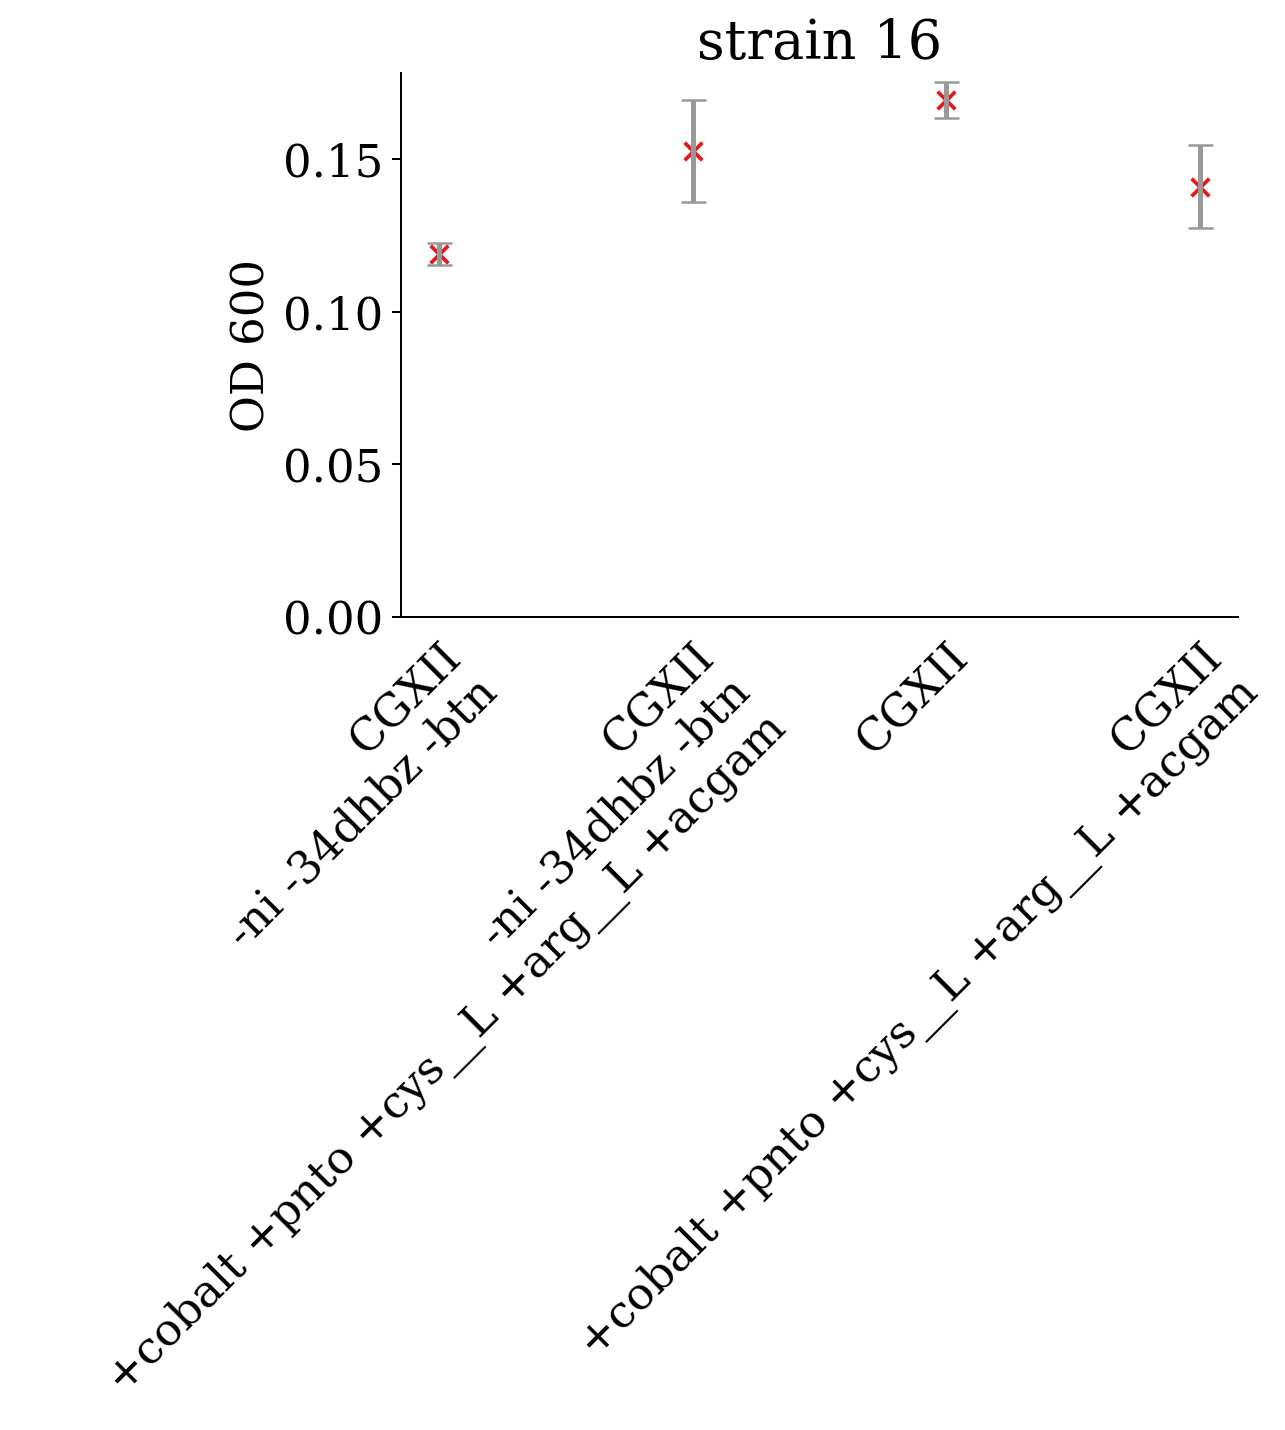 strain 16
OD 600
0.15
0.10
0.05
0.00
CGXII
-ni -34dhbz -btn
CGXII
-ni -34dhbz -btn
+cobalt +pnto +cys__L +arg__L +acgam
CGXII
CGXII
+cobalt +pnto +cys__L +arg__L +acgam